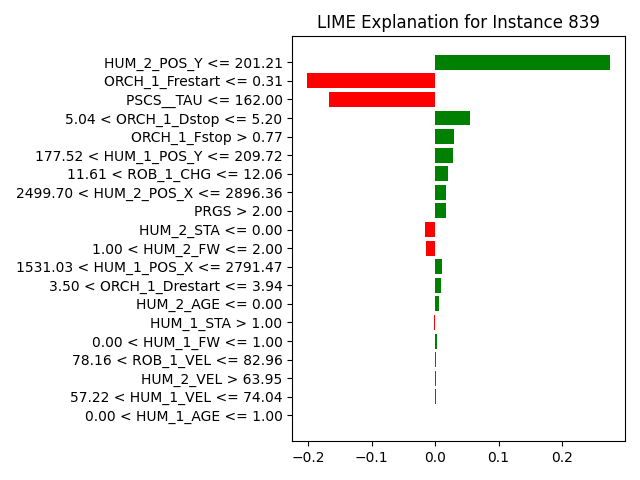 LIME Explanation for Instance 839
HUM_2_POS_Y <= 201.21
ORCH_1_Frestart <= 0.31
PSCS__TAU <= 162.00
5.04 < ORCH_1_Dstop <= 5.20
ORCH_1_Fstop > 0.77
177.52 < HUM_1_POS_Y <= 209.72
11.61 < ROB_1_CHG <= 12.06
2499.70 < HUM_2_POS_X <= 2896.36
PRGS > 2.00
HUM_2_STA <= 0.00
1.00 < HUM_2_FW <= 2.00
1531.03 < HUM_1_POS_X <= 2791.47
3.50 < ORCH_1_Drestart <= 3.94
HUM_2_AGE <= 0.00
HUM_1_STA > 1.00
0.00 < HUM_1_FW <= 1.00
78.16 < ROB_1_VEL <= 82.96
HUM_2_VEL > 63.95
57.22 < HUM_1_VEL <= 74.04
0.00 < HUM_1_AGE <= 1.00
−0.2 −0.1 0.0 0.1 0.2